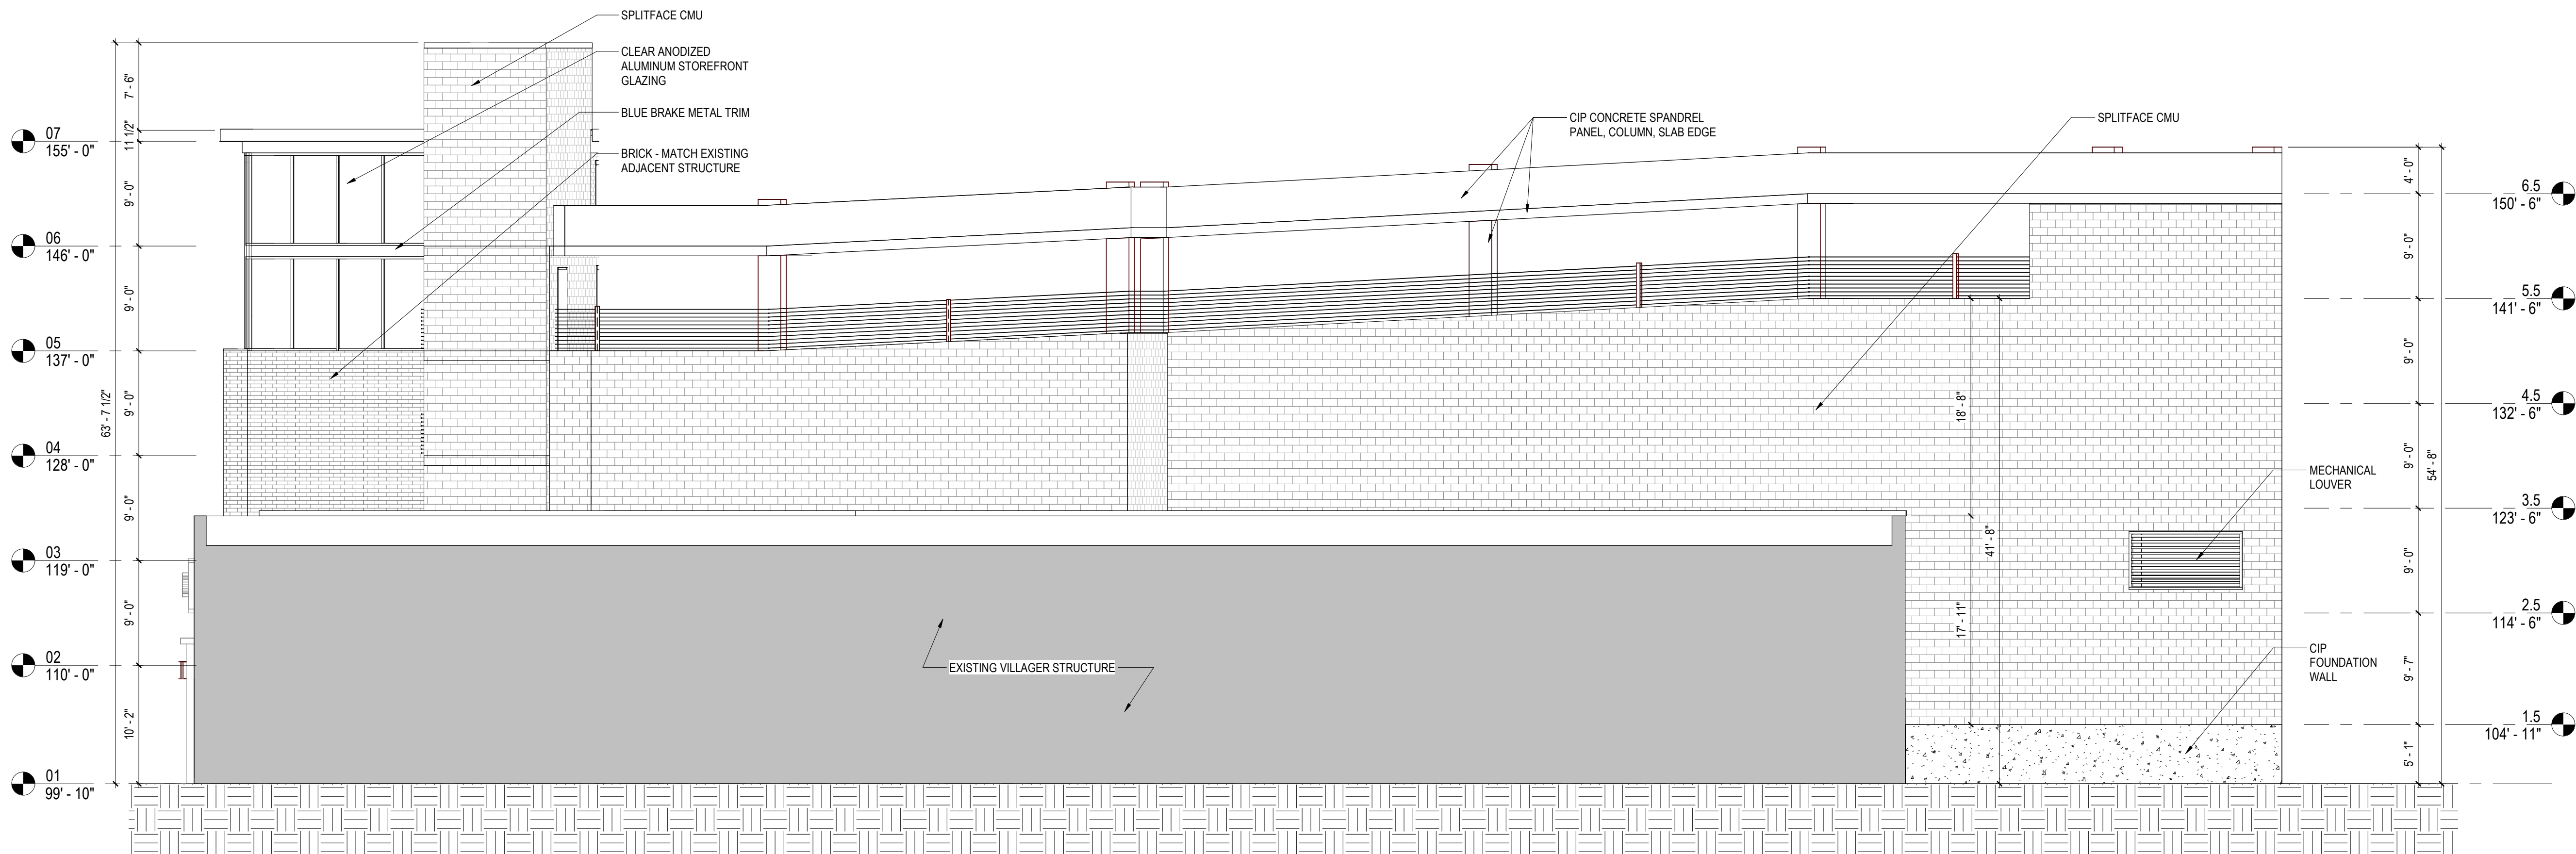 SPLITFACE CMU
CLEAR ANODIZED
ALUMINUM STOREFRONT
GLAZING
BLUE BRAKE METAL TRIM
BRICK - MATCH EXISTING
ADJACENT STRUCTURE
CIP CONCRETE SPANDREL
PANEL, COLUMN, SLAB EDGE
SPLITFACE CMU
MECHANICAL
LOUVER
CIP
FOUNDATION
WALL
EXISTING VILLAGER STRUCTURE
07
155' - 0"
06
146' - 0"
05
137' - 0"
04
128' - 0"
03
119' - 0"
02
110' - 0"
01
99' - 10"
7' - 6"
11 1/2"
9' - 0"
9' - 0"
9' - 0"
9' - 0"
9' - 0"
10' - 2"
63' - 7 1/2"
18' - 8"
41' - 8"
17' - 11"
4' - 0"
9' - 0"
9' - 0"
9' - 0"
9' - 0"
9' - 7"
5' - 1"
54' - 8"
6.5
150' - 6"
5.5
141' - 6"
4.5
132' - 6"
3.5
123' - 6"
2.5
114' - 6"
1.5
104' - 11"